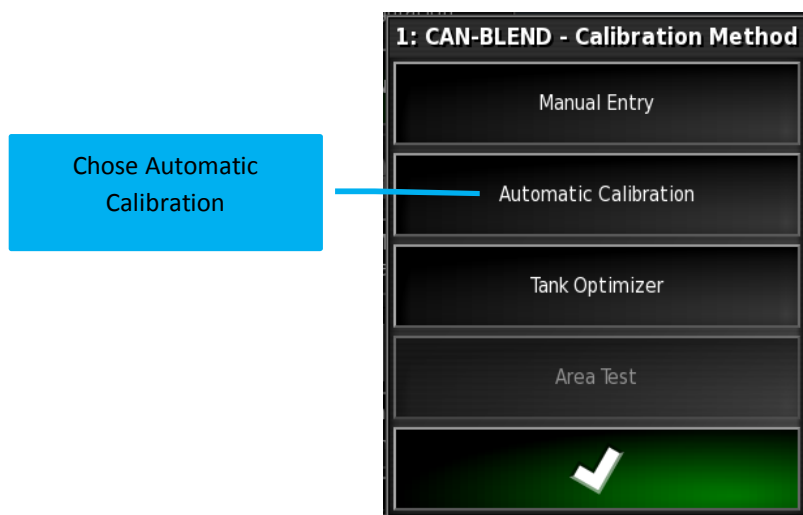 1: CAN-BLEND - Calibration Method
Manual Entry
Chose Automatic
Calibration
Automatic Calibration
Tank Optimizer
Area Test